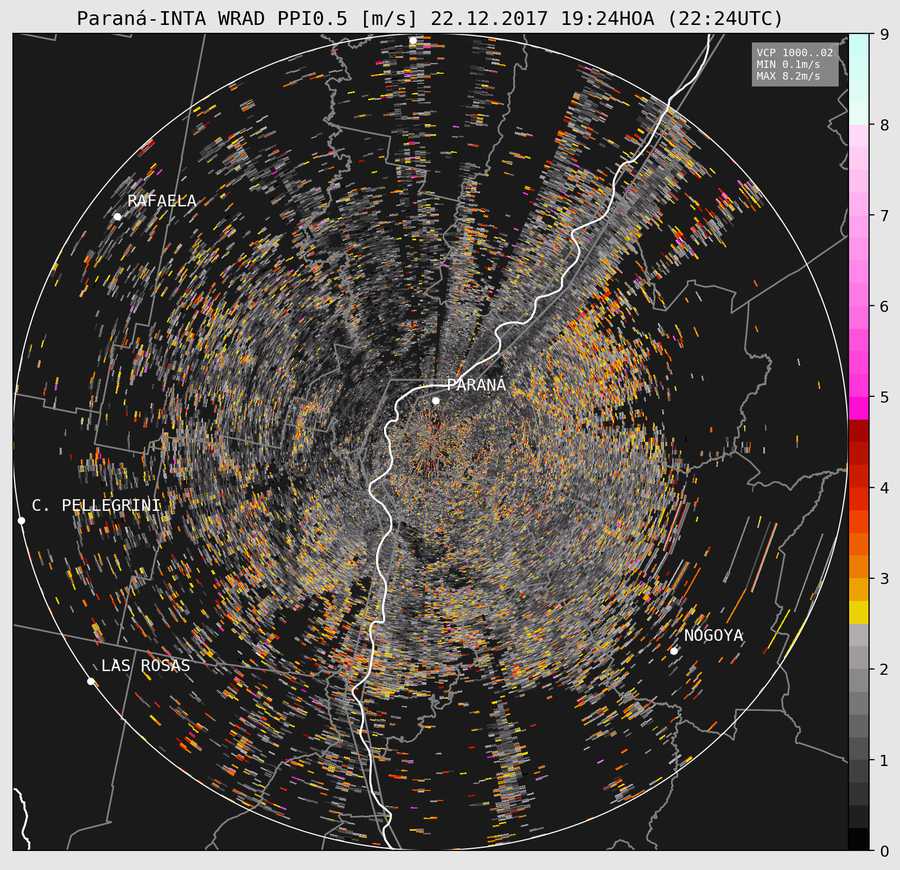 Paraná-INTA WRAD PPI0.5 [m/s] 22.12.2017 19:24HOA (22:24UTC)
VCP 1000..02
MIN 0.1m/s
MAX 8.2m/s
9
8
7
6
5
4
3
2
1
0
RAFAELA
PARANÁ
C. PELLEGRINI
NOGOYA
LAS ROSAS